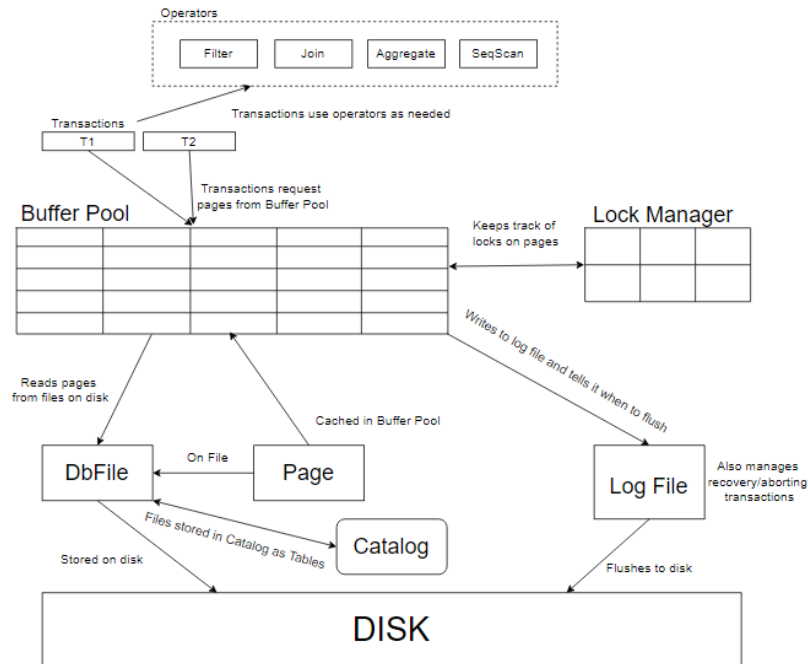 Operators
Filter
Join
Aggregate
SeqScan
Transactions
Transactions use operators as needed
T1
T2
Transactions request
pages from Buffer Pool
Buffer Pool
Keeps track of
locks on pages
Lock Manager
Writes to log file and tells it when to flush
Reads pages
from files on disk
Cached in Buffer Pool
DbFile
On File
Page
Log File
Also manages
recovery/aborting
transactions
Files stored in Catalog as Tables
Catalog
Stored on disk
Flushes to disk
DISK